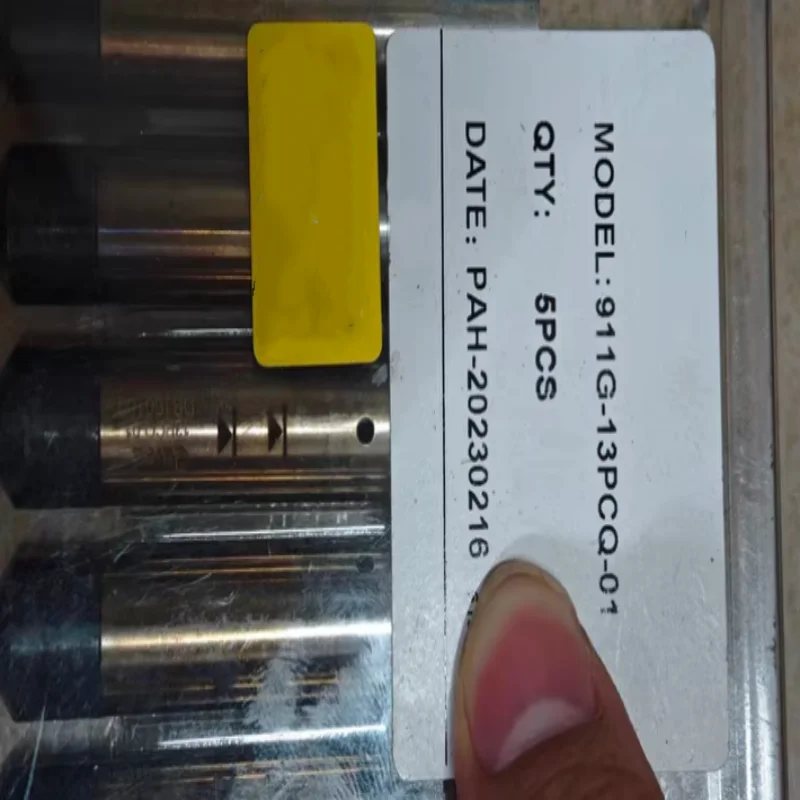 MODEL: 911G-13PCQ-01
QTY: 5PCS
DATE: PAH-20230216